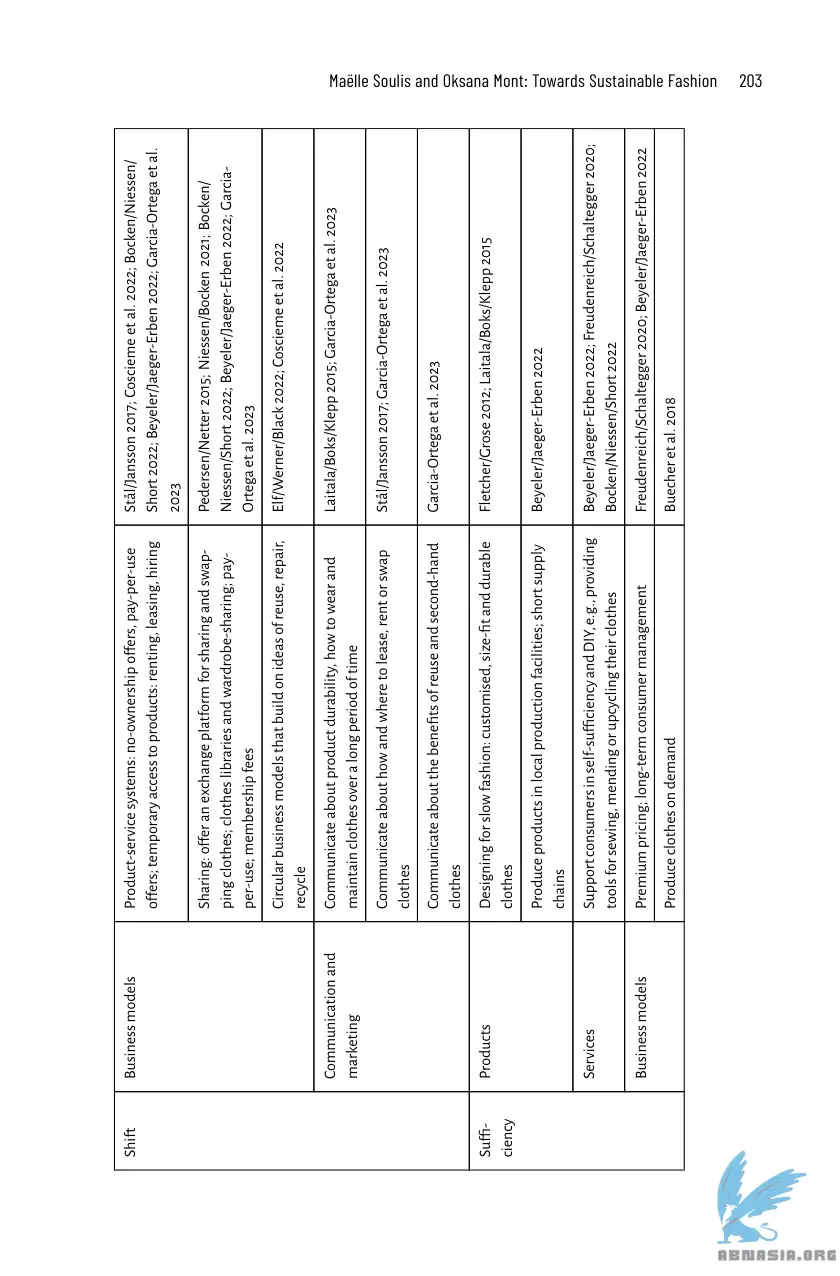 Maëlle Soulis and Oksana Mont: Towards Sustainable Fashion 203
Shift
Business models
Product-service systems: no-ownership offers, pay-per-use
offers; temporary access to products: renting, leasing, hiring
Stål/Jansson 2017; Coscieme et al. 2022; Bocken/Niessen/
Short 2022; Beyeler/Jaeger-Erben 2022; Garcia-Ortega et al.
2023
Sharing: offer an exchange platform for sharing and swap-
ping clothes; clothes libraries and wardrobe-sharing; pay-
per-use; membership fees
Pedersen/Netter 2015; Niessen/Bocken 2021; Bocken/
Niessen/Short 2022; Beyeler/Jaeger-Erben 2022; Garcia-
Ortega et al. 2023
Circular business models that build on ideas of reuse, repair,
recycle
Elf/Werner/Black 2022; Coscieme et al. 2022
Communication and
marketing
Communicate about product durability, how to wear and
maintain clothes over a long period of time
Laitala/Boks/Klepp 2015; Garcia-Ortega et al. 2023
Communicate about how and where to lease, rent or swap
clothes
Stål/Jansson 2017; Garcia-Ortega et al. 2023
Communicate about the benefits of reuse and second-hand
clothes
Garcia-Ortega et al. 2023
Suffi-
ciency
Products
Designing for slow fashion: customised, size-fit and durable
clothes
Fletcher/Grose 2012; Laitala/Boks/Klepp 2015
Produce products in local production facilities; short supply
chains
Beyeler/Jaeger-Erben 2022
Services
Support consumers in self-sufficiency and DIY, e.g., providing
tools for sewing, mending or upcycling their clothes
Beyeler/Jaeger-Erben 2022; Freudenreich/Schaltegger 2020;
Bocken/Niessen/Short 2022
Business models
Premium pricing; long-term consumer management
Freudenreich/Schaltegger 2020; Beyeler/Jaeger-Erben 2022
Produce clothes on demand
Buecher et al. 2018
ABNASIA.ORG